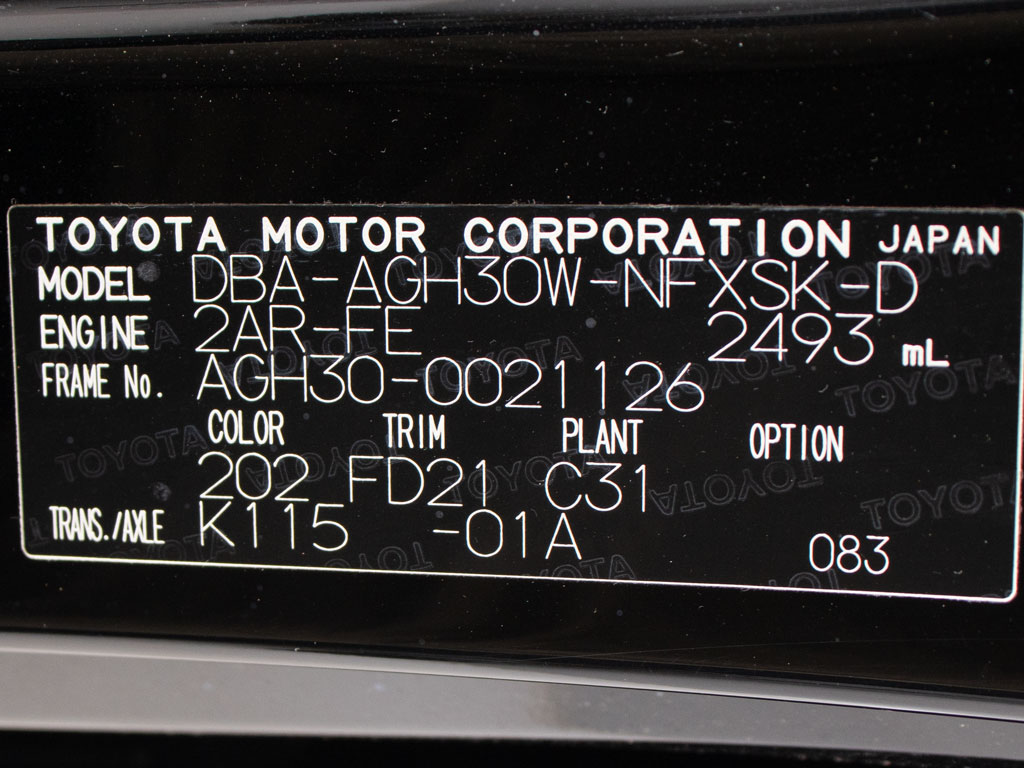 TOYOTA MOTOR CORPORATION JAPAN
MODEL DBA-AGH30W-NFXSK-D
ENGINE 2AR-FE 2493 mL
FRAME No. AGH30-0021126
COLOR TRIM PLANT OPTION
202 FD21 C31
TRANS./AXLE K115 -01A 083